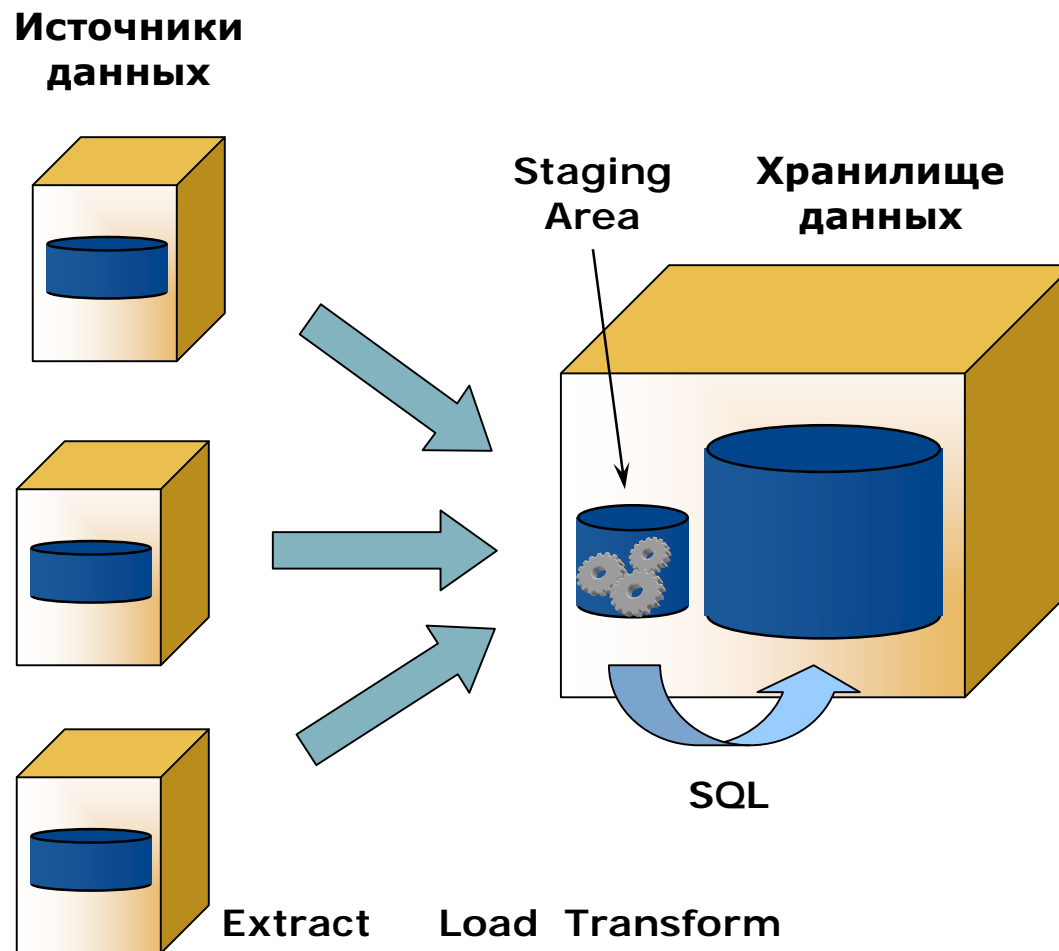 Источники
данных
Staging
Area
Хранилище
данных
SQL
Extract Load Transform